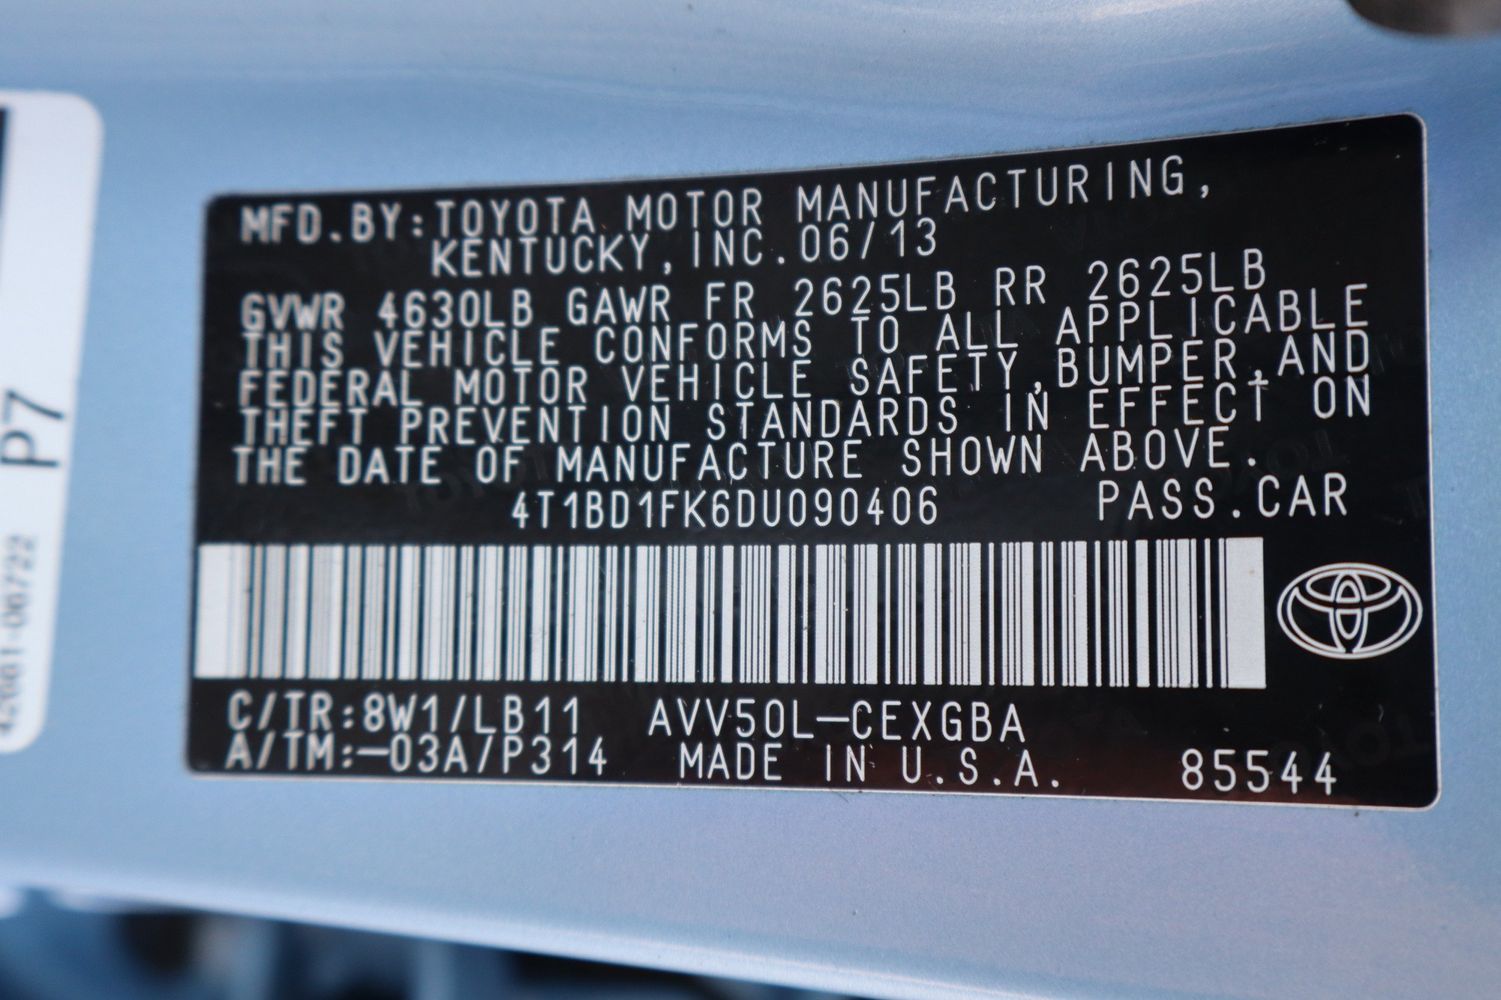 MFD.BY:TOYOTA MOTOR MANUFACTURING,
KENTUCKY,INC.06/13
GVWR 4630LB GAWR FR 2625LB RR 2625LB
THIS VEHICLE CONFORMS TO ALL APPLICABLE
FEDERAL MOTOR VEHICLE SAFETY,BUMPER,AND
THEFT PREVENTION STANDARDS IN EFFECT ON
THE DATE OF MANUFACTURE SHOWN ABOVE.
4T1BD1FK6DU090406 PASS.CAR
C/TR:8W1/LB11 AVV50L-CEXGBA
A/TM:-03A/P314 MADE IN U.S.A. 85544
P7